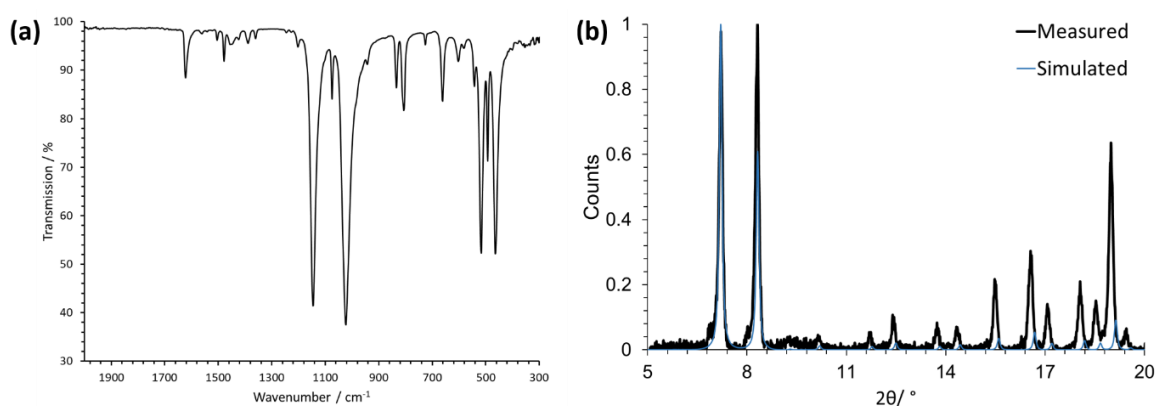 (a)
100
90
80
70
60
50
40
30
Transmission / %
1900 1700 1500 1300 1100 900 700 500 300
Wavenumber / cm⁻¹
(b)
Measured
Simulated
1
0.8
0.6
0.4
0.2
0
Counts
5 8 11 14 17 20
2θ/ °